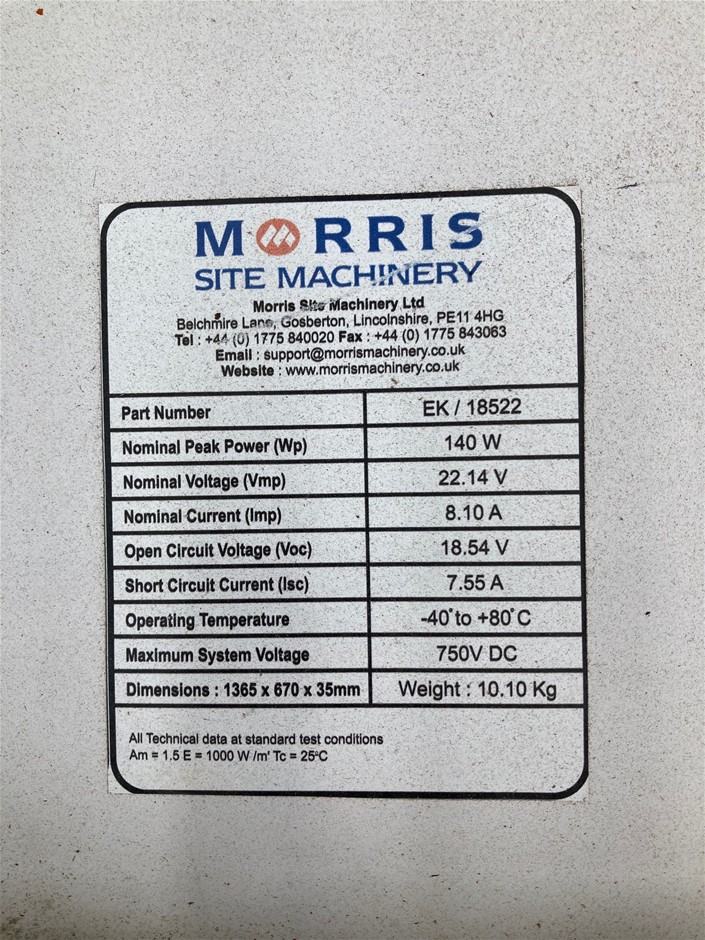 MORRIS
SITE MACHINERY
Morris Site Machinery Ltd
Belchmire Lane, Gosberton, Lincolnshire, PE11 4HG
Tel : +44 (0) 1775 840020 Fax : +44 (0) 1775 843063
Email : support@morrismachinery.co.uk
Website : www.morrismachinery.co.uk
Part Number EK / 18522
Nominal Peak Power (Wp) 140 W
Nominal Voltage (Vmp) 22.14 V
Nominal Current (Imp) 8.10 A
Open Circuit Voltage (Voc) 18.54 V
Short Circuit Current (Isc) 7.55 A
Operating Temperature -40° to +80° C
Maximum System Voltage 750V DC
Dimensions : 1365 x 670 x 35mm Weight : 10.10 Kg
All Technical data at standard test conditions
Am = 1.5 E = 1000 W /m' Tc = 25°C